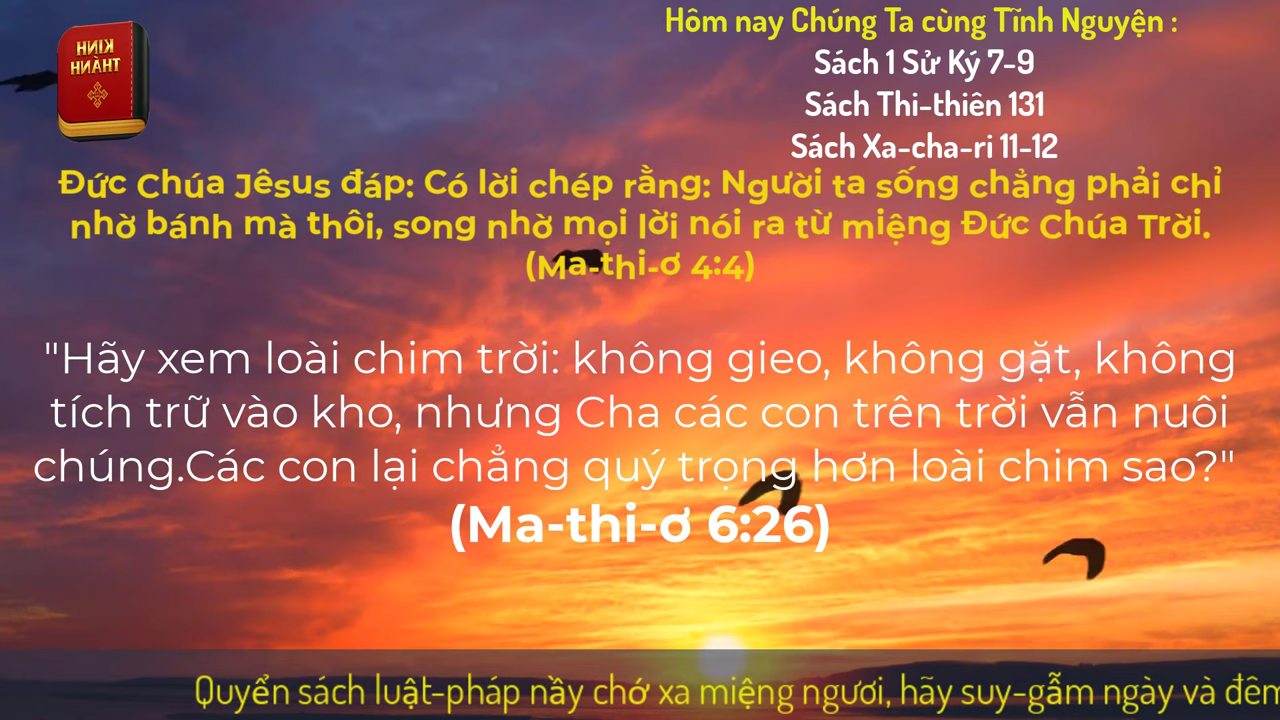 KINH
THÁNH
Hôm nay Chúng Ta cùng Tĩnh Nguyện :
Sách 1 Sử Ký 7-9
Sách Thi-thiên 131
Sách Xa-cha-ri 11-12
Đức Chúa Jêsus đáp: Có lời chép rằng: Người ta sống chẳng phải chỉ
nhờ bánh mà thôi, song nhờ mọi lời nói ra từ miệng Đức Chúa Trời.
(Ma-thi-ơ 4:4)
"Hãy xem loài chim trời: không gieo, không gặt, không
tích trữ vào kho, nhưng Cha các con trên trời vẫn nuôi
chúng.Các con lại chẳng quý trọng hơn loài chim sao?"
(Ma-thi-ơ 6:26)
Quyển sách luật-pháp nầy chớ xa miệng ngươi, hãy suy-gẫm ngày và đêm